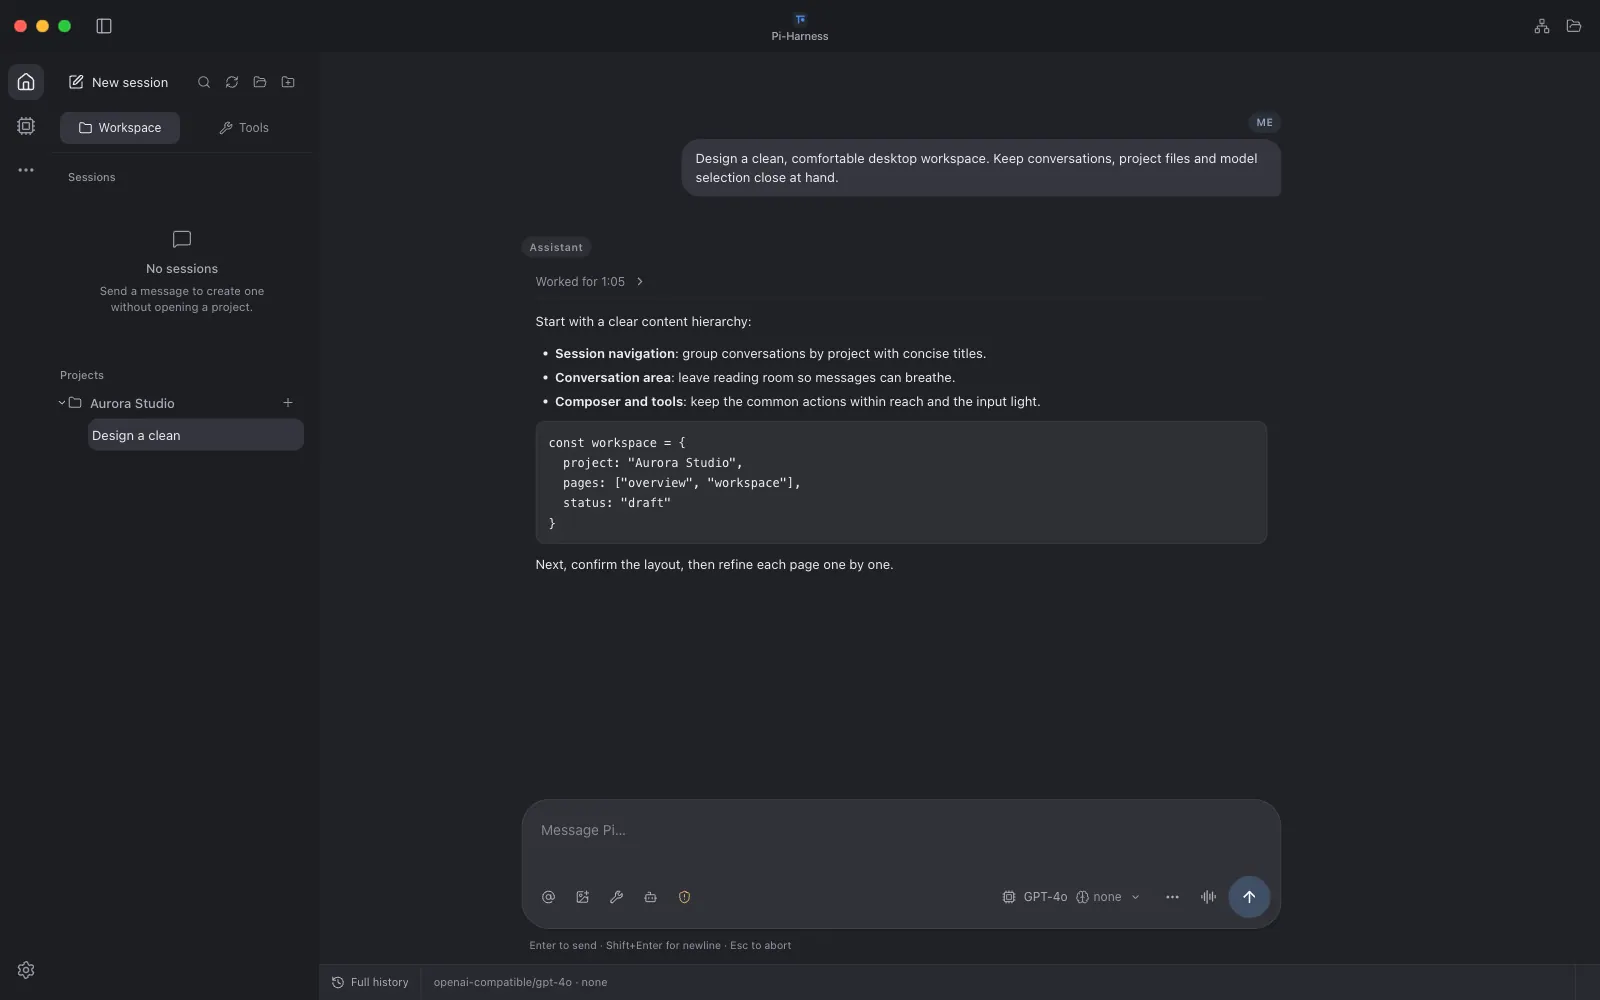 Pi-Harness
New session
Workspace
Tools
Sessions
No sessions
Send a message to create one
without opening a project.
Projects
Aurora Studio
Design a clean
ME
Design a clean, comfortable desktop workspace. Keep conversations, project files and model
selection close at hand.
Assistant
Worked for 1:05
Start with a clear content hierarchy:
• Session navigation: group conversations by project with concise titles.
• Conversation area: leave reading room so messages can breathe.
• Composer and tools: keep the common actions within reach and the input light.
const workspace = {
  project: "Aurora Studio",
  pages: ["overview", "workspace"],
  status: "draft"
}
Next, confirm the layout, then refine each page one by one.
Message Pi...
GPT-4o
none
Enter to send · Shift+Enter for newline · Esc to abort
Full history
openai-compatible/gpt-4o · none